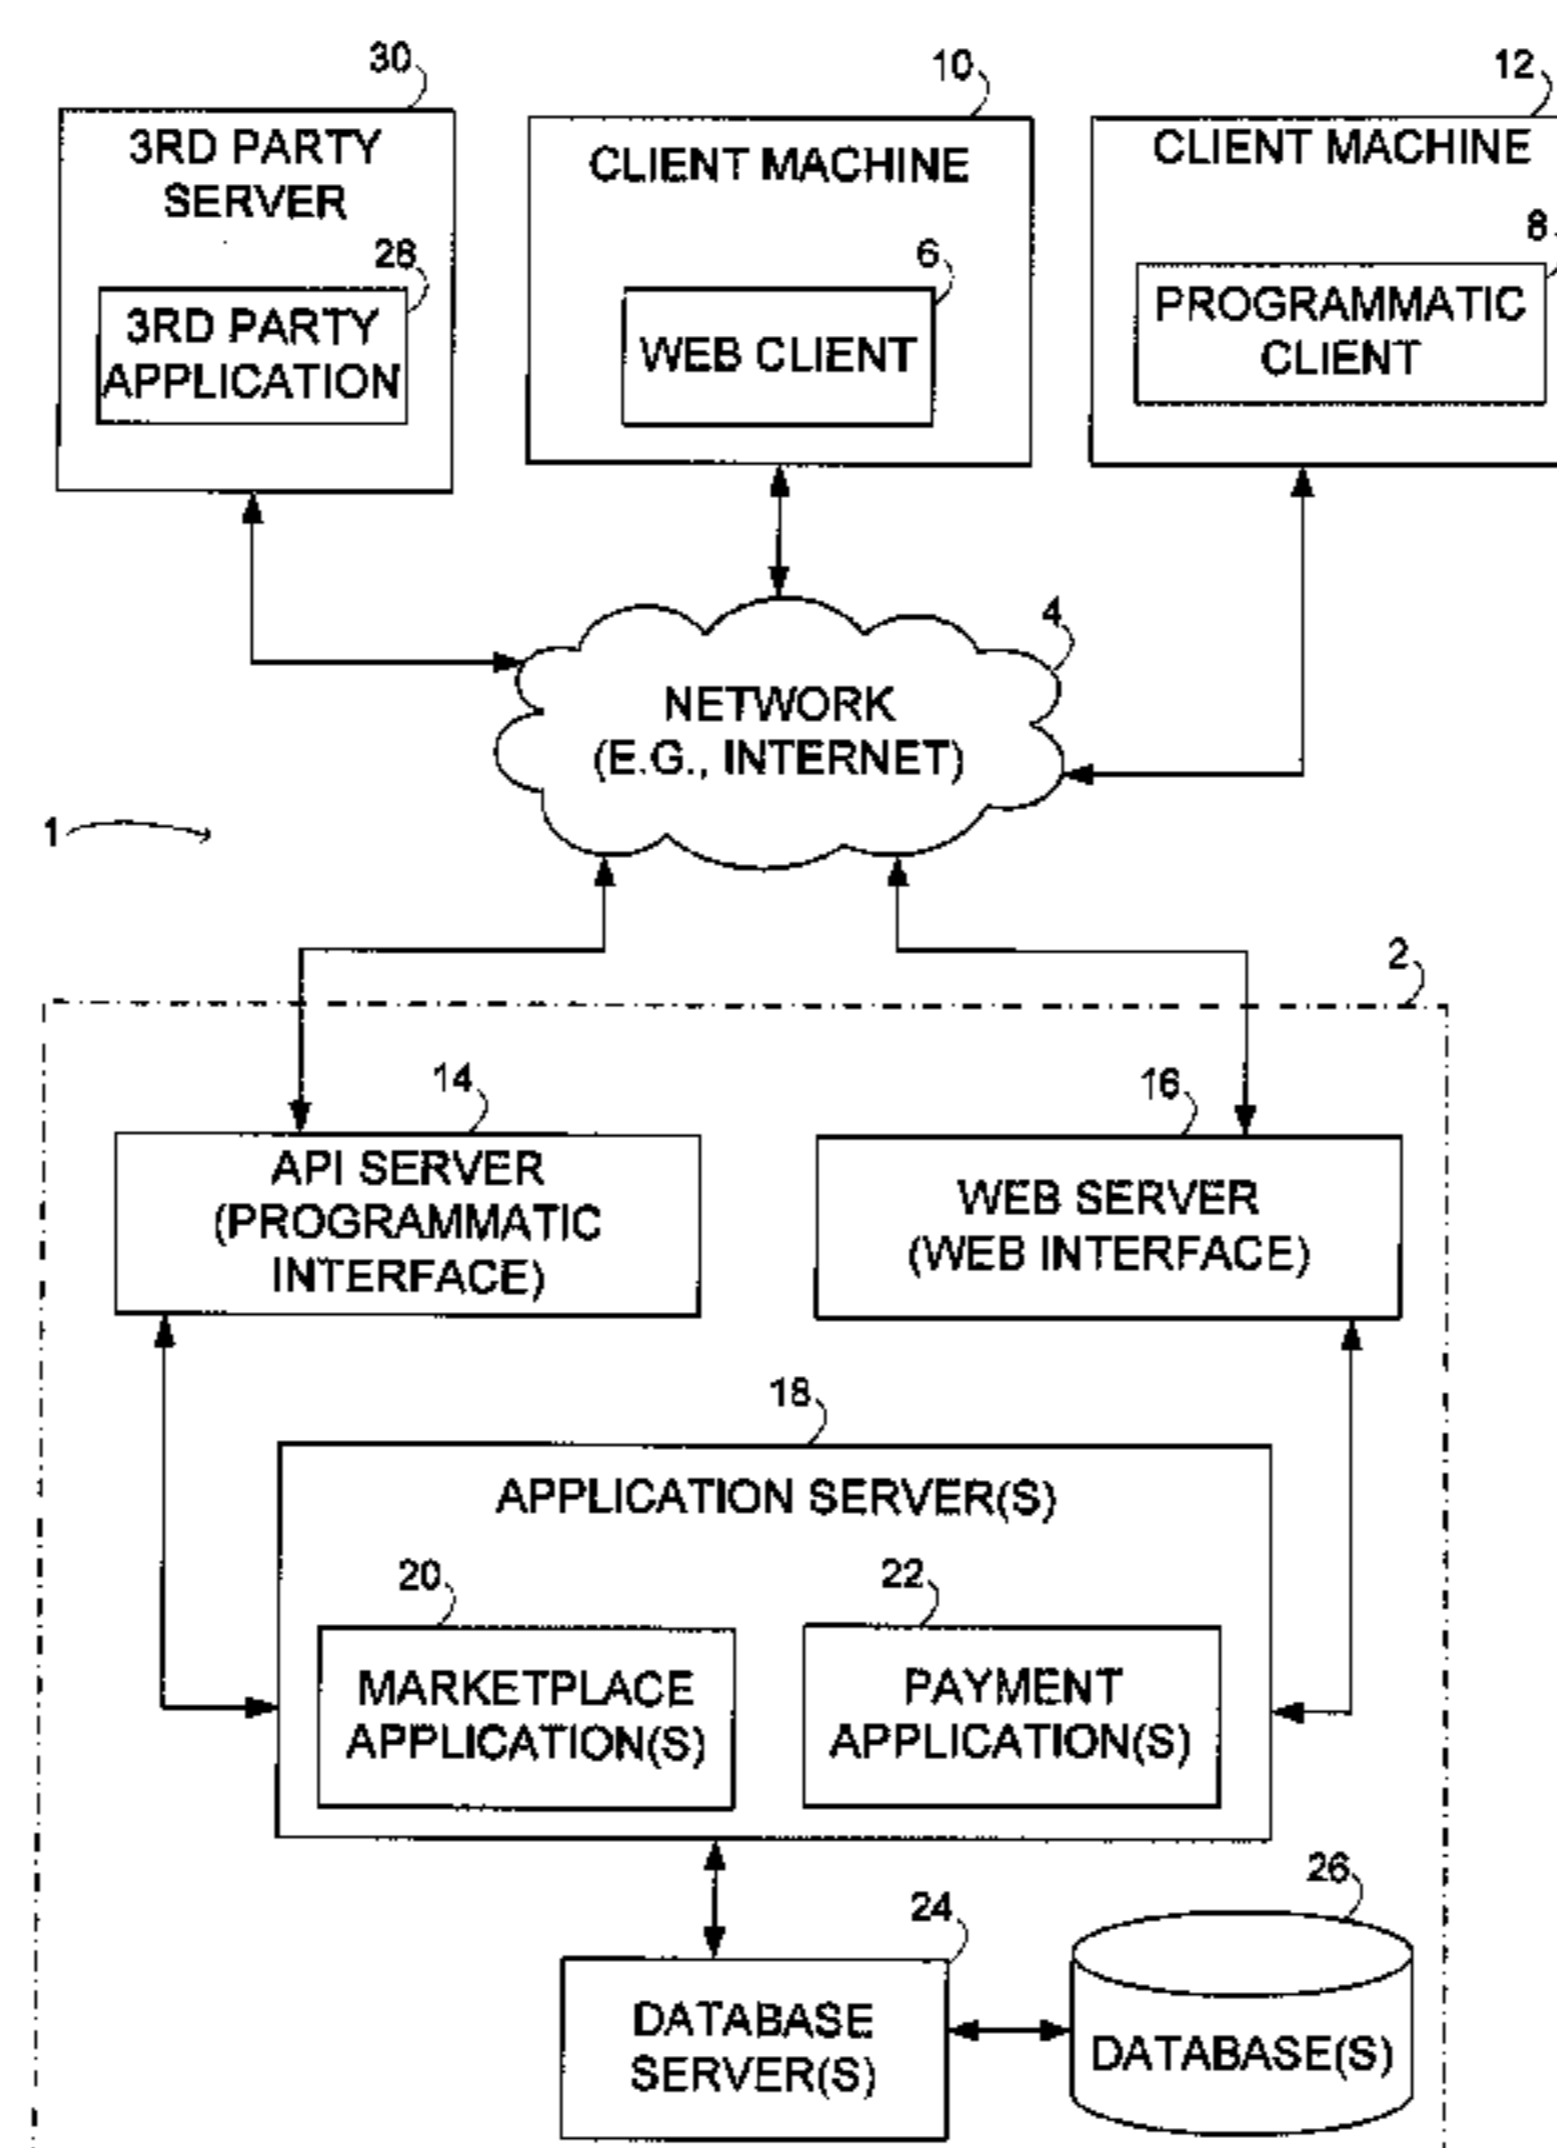 30
10
12
3RD PARTY
SERVER
CLIENT MACHINE
CLIENT MACHINE
28
6
8
3RD PARTY
APPLICATION
WEB CLIENT
PROGRAMMATIC
CLIENT
4
NETWORK
(E.G., INTERNET)
1
2
14
16
API SERVER
(PROGRAMMATIC
INTERFACE)
WEB SERVER
(WEB INTERFACE)
18
APPLICATION SERVER(S)
20
22
MARKETPLACE
APPLICATION(S)
PAYMENT
APPLICATION(S)
24
26
DATABASE
SERVER(S)
DATABASE(S)